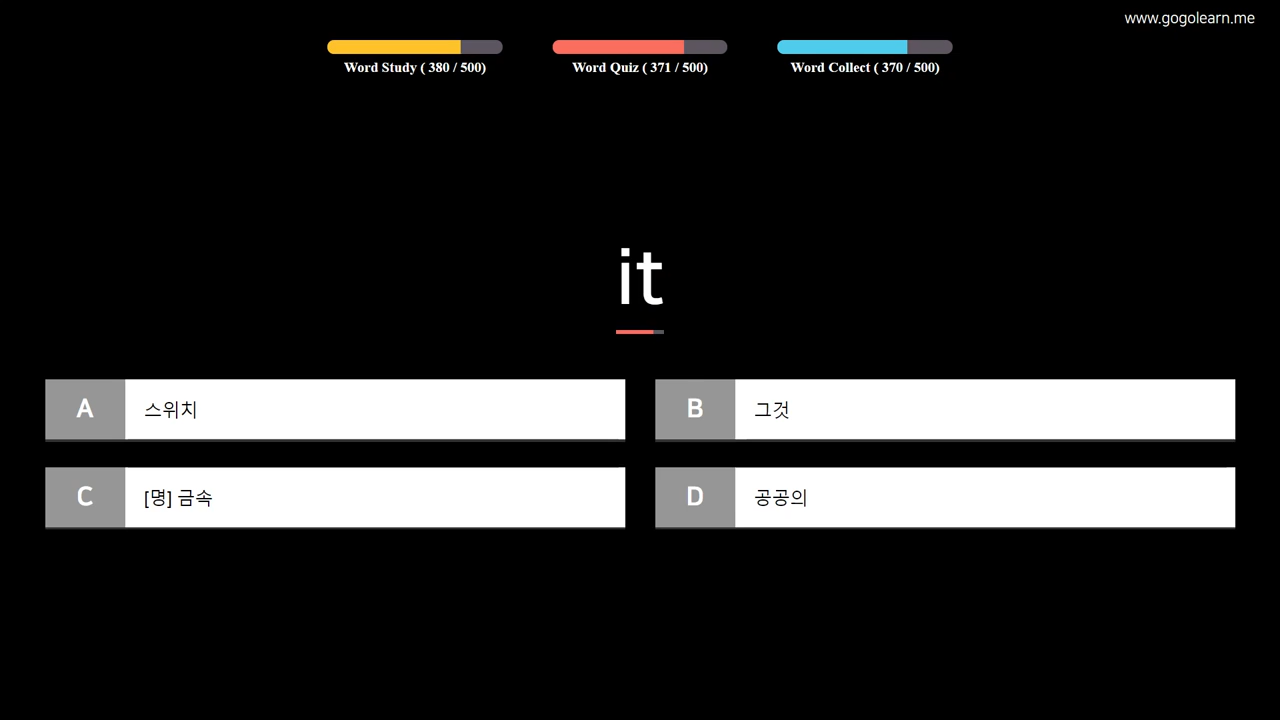 www.gogolearn.me
Word Study ( 380 / 500)
Word Quiz ( 371 / 500)
Word Collect ( 370 / 500)
it
A 스위치
B 그것
C [명] 금속
D 공공의